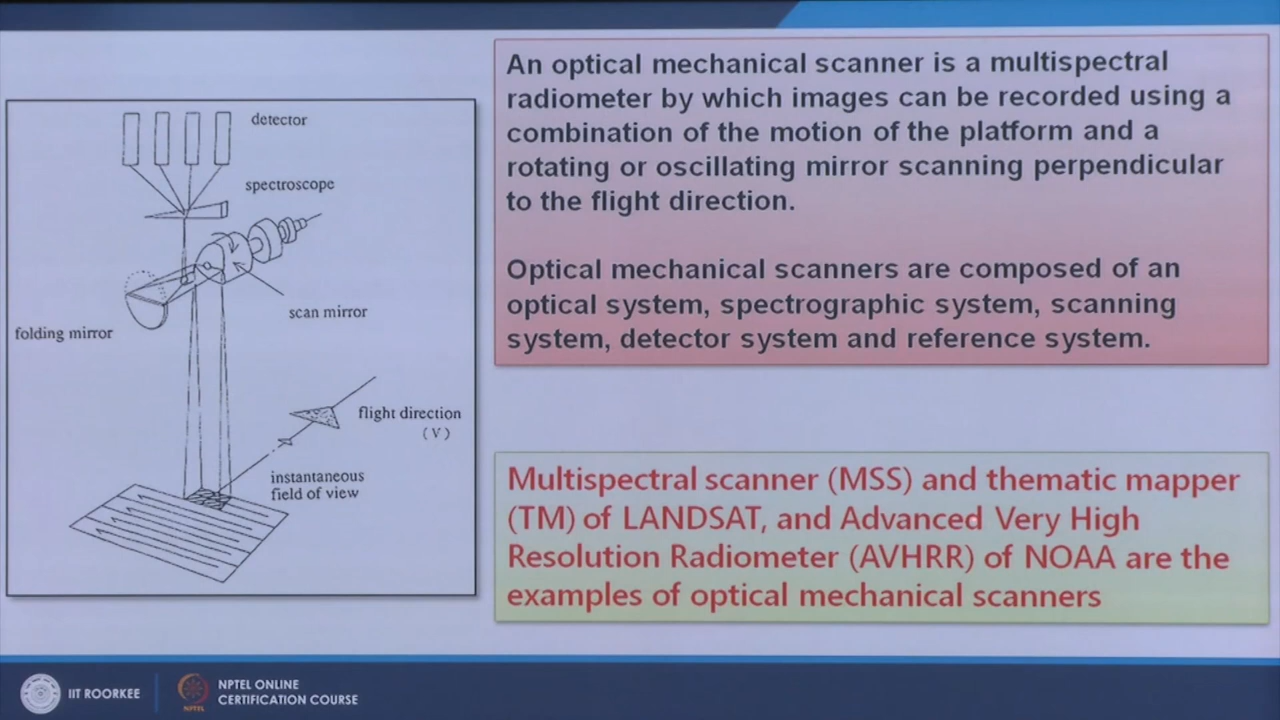 detector
spectroscope
scan mirror
folding mirror
flight direction
(V)
instantaneous
field of view
An optical mechanical scanner is a multispectral
radiometer by which images can be recorded using a
combination of the motion of the platform and a
rotating or oscillating mirror scanning perpendicular
to the flight direction.
Optical mechanical scanners are composed of an
optical system, spectrographic system, scanning
system, detector system and reference system.
Multispectral scanner (MSS) and thematic mapper
(TM) of LANDSAT, and Advanced Very High
Resolution Radiometer (AVHRR) of NOAA are the
examples of optical mechanical scanners
IIT ROORKEE
NPTEL
NPTEL ONLINE
CERTIFICATION COURSE